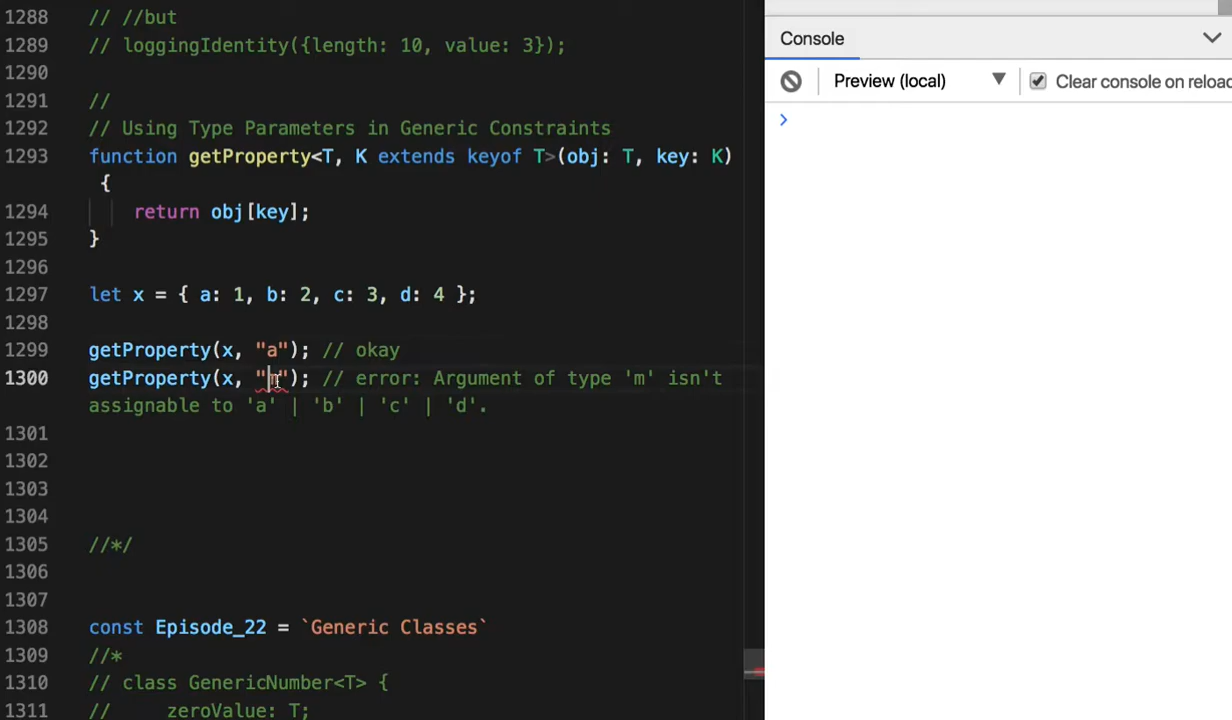 1288 // //but
1289 // loggingIdentity({length: 10, value: 3});
1290
1291 //
1292 // Using Type Parameters in Generic Constraints
1293 function getProperty<T, K extends keyof T>(obj: T, key: K)
{
1294 return obj[key];
1295 }
1296
1297 let x = { a: 1, b: 2, c: 3, d: 4 };
1298
1299 getProperty(x, "a"); // okay
1300 getProperty(x, "m"); // error: Argument of type 'm' isn't
assignable to 'a' | 'b' | 'c' | 'd'.
1301
1302
1303
1304
1305 //*/
1306
1307
1308 const Episode_22 = `Generic Classes`
1309 //*
1310 // class GenericNumber<T> {
1311 // zeroValue: T;
Console
Preview (local)
Clear console on reload
>